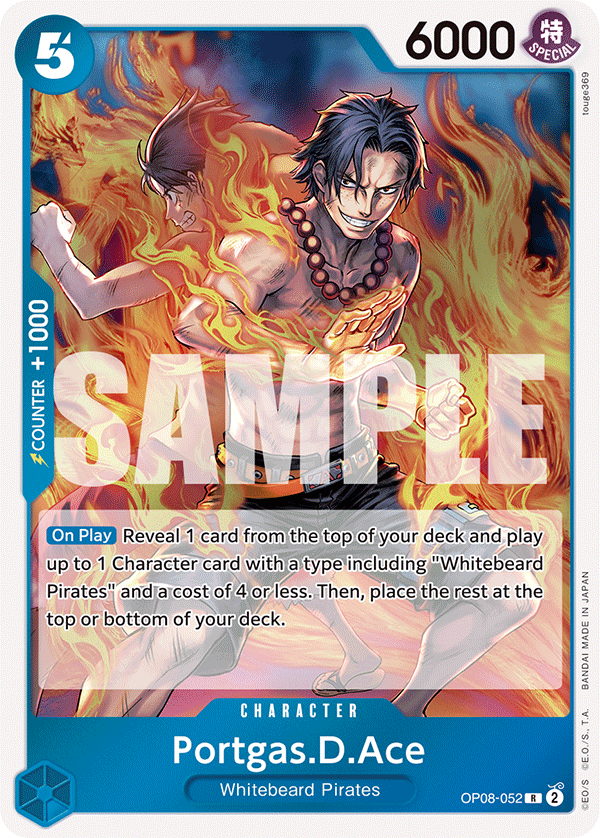 5
6000
特
SPECIAL
touge369
COUNTER +1000
SAMPLE
On Play Reveal 1 card from the top of your deck and play
up to 1 Character card with a type including "Whitebeard
Pirates" and a cost of 4 or less. Then, place the rest at the
top or bottom of your deck.
CHARACTER
Portgas.D.Ace
Whitebeard Pirates
OP08-052 R 2
©E.O/S ©E.O./S., T.A. BANDAI MADE IN JAPAN